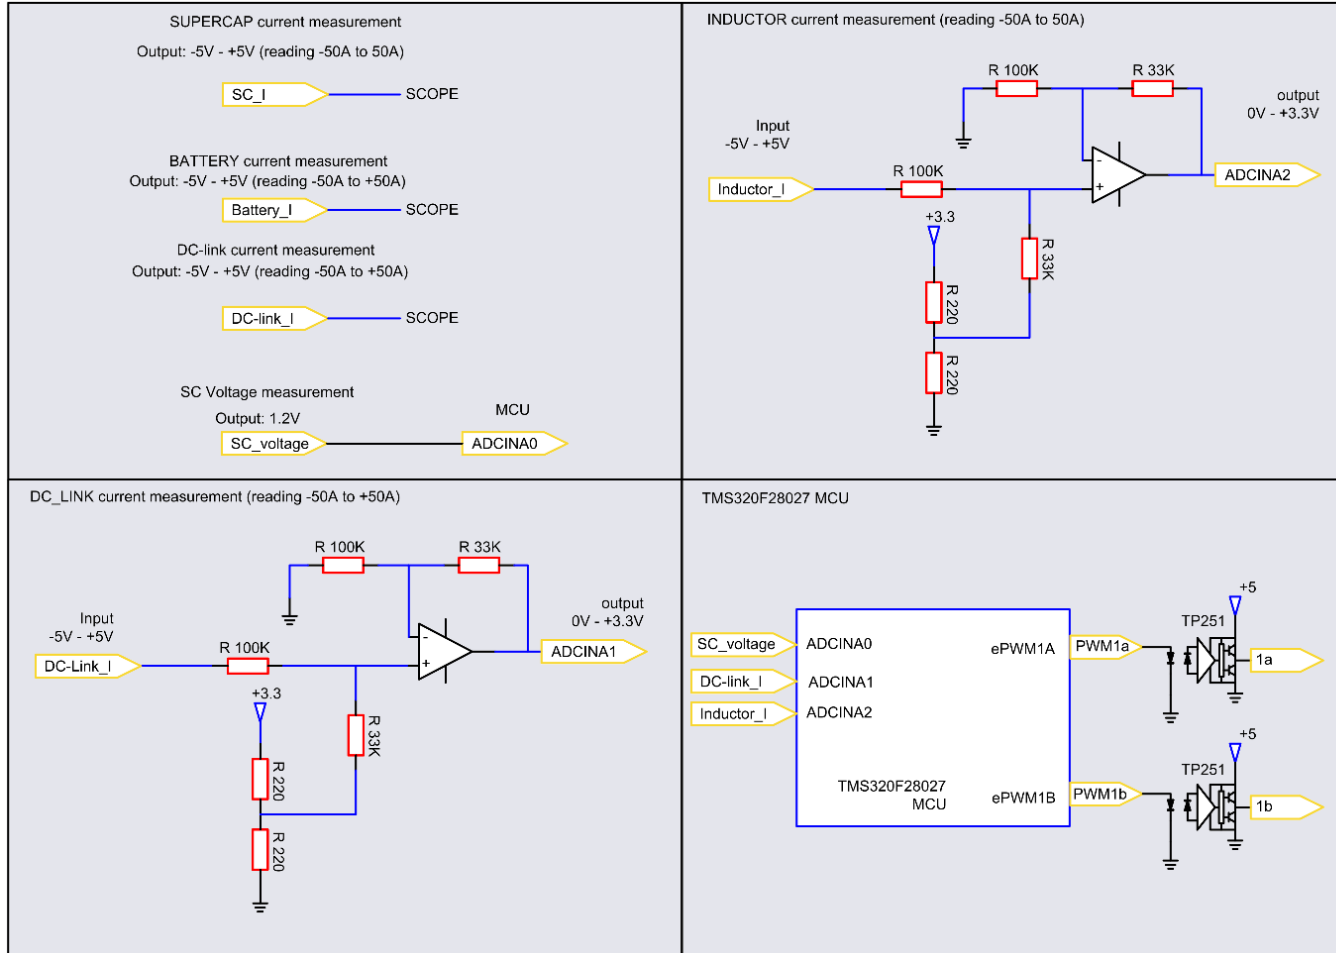 SUPERCAP current measurement
Output: -5V - +5V (reading -50A to 50A)
SC_I
SCOPE
BATTERY current measurement
Output: -5V - +5V (reading -50A to +50A)
Battery_I
SCOPE
DC-link current measurement
Output: -5V - +5V (reading -50A to +50A)
DC-link_I
SCOPE
SC Voltage measurement
Output: 1.2V
MCU
SC_voltage
ADCINA0
INDUCTOR current measurement (reading -50A to 50A)
R 100K
R 33K
output
0V - +3.3V
Input
-5V - +5V
R 100K
-
+
Inductor_I
ADCINA2
+3.3
R 33K
R 220
R 220
DC_LINK current measurement (reading -50A to +50A)
R 100K
R 33K
output
0V - +3.3V
Input
-5V - +5V
R 100K
-
+
DC-Link_I
ADCINA1
+3.3
R 33K
R 220
R 220
TMS320F28027 MCU
+5
TP251
SC_voltage
ADCINA0
ePWM1A
PWM1a
1a
DC-link_I
ADCINA1
Inductor_I
ADCINA2
+5
TP251
TMS320F28027
MCU
ePWM1B
PWM1b
1b